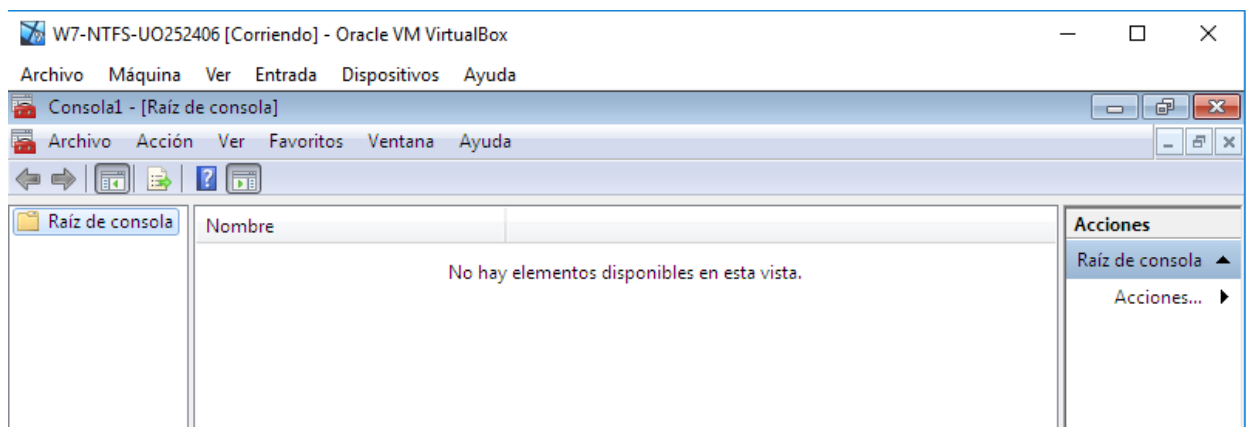 W7-NTFS-UO252406 [Corriendo] - Oracle VM VirtualBox
Archivo Máquina Ver Entrada Dispositivos Ayuda
Consola1 - [Raíz de consola]
Archivo Acción Ver Favoritos Ventana Ayuda
Raíz de consola
Nombre
No hay elementos disponibles en esta vista.
Acciones
Raíz de consola
Acciones...